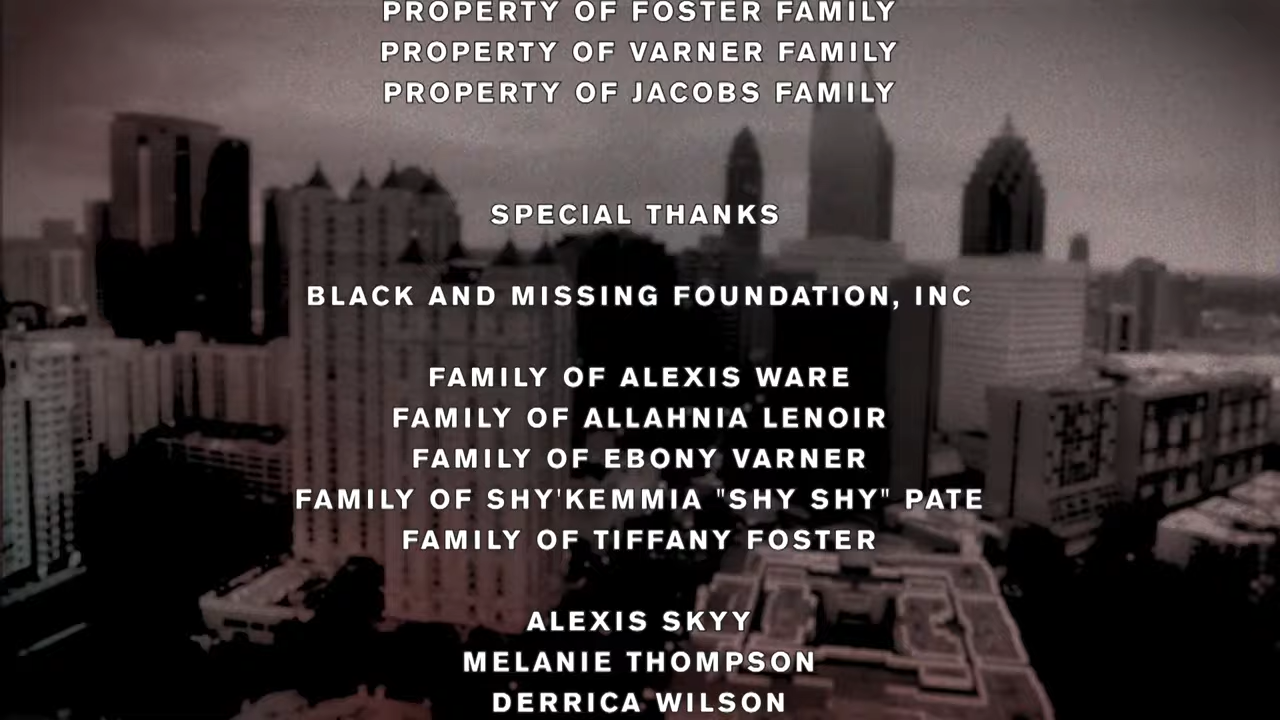 PROPERTY OF FOSTER FAMILY
PROPERTY OF VARNER FAMILY
PROPERTY OF JACOBS FAMILY
SPECIAL THANKS
BLACK AND MISSING FOUNDATION, INC
FAMILY OF ALEXIS WARE
FAMILY OF ALLAHNIA LENOIR
FAMILY OF EBONY VARNER
FAMILY OF SHY'KEMMIA "SHY SHY" PATE
FAMILY OF TIFFANY FOSTER
ALEXIS SKYY
MELANIE THOMPSON
DERRICA WILSON